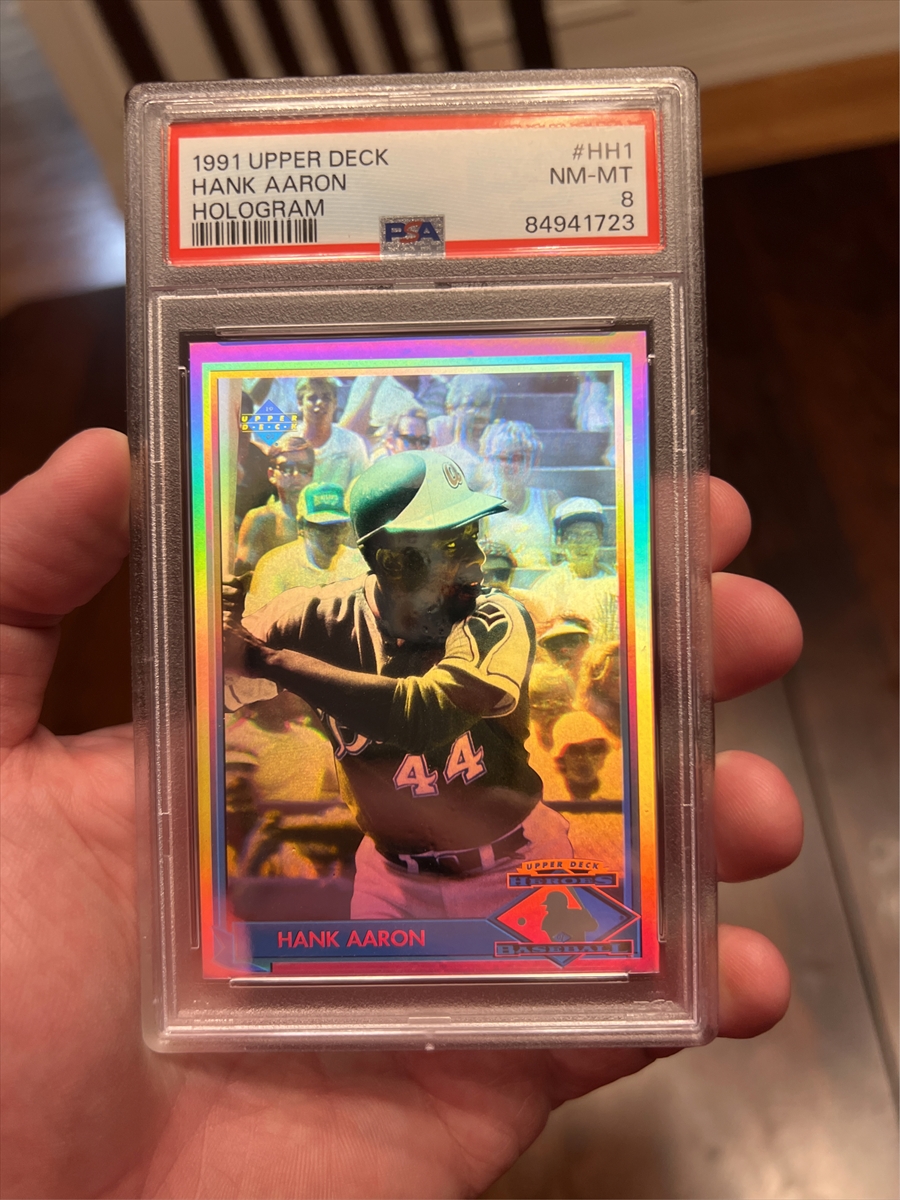 1991 UPPER DECK #HH1
HANK AARON NM-MT
HOLOGRAM 8
PSA 84941723
UPPER
D·E·C·K
44
UPPER DECK
HEROES
HANK AARON
BASEBALL